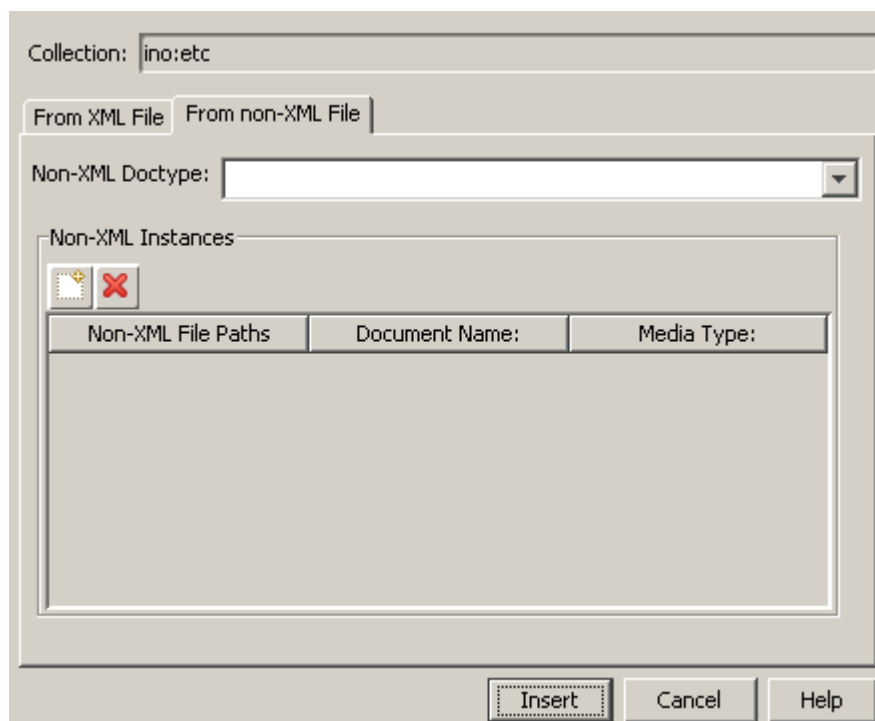 Collection: ino:etc
From XML File From non-XML File
Non-XML Doctype:
Non-XML Instances
Non-XML File Paths Document Name: Media Type:
Insert Cancel Help